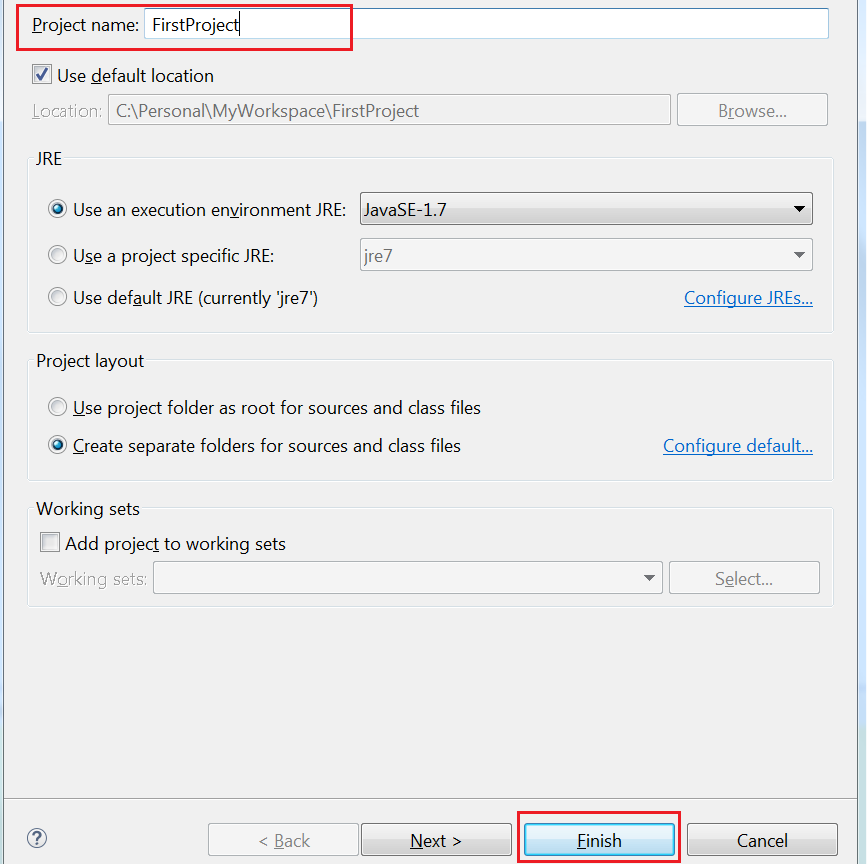 Project name: FirstProject
Use default location
Location: C:\Personal\MyWorkspace\FirstProject Browse...
JRE
Use an execution environment JRE: JavaSE-1.7
Use a project specific JRE: jre7
Use default JRE (currently 'jre7') Configure JREs...
Project layout
Use project folder as root for sources and class files
Create separate folders for sources and class files Configure default...
Working sets
Add project to working sets
Working sets: Select...
? < Back Next > Finish Cancel